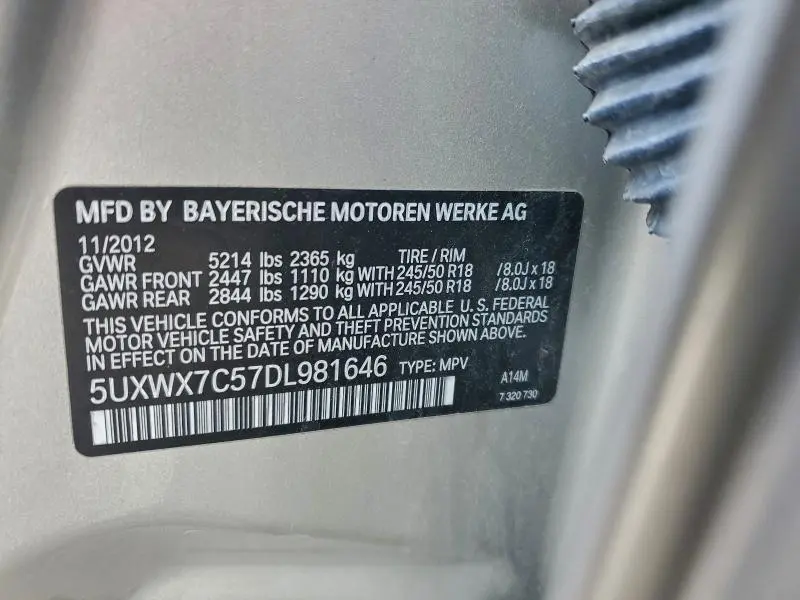 MFD BY BAYERISCHE MOTOREN WERKE AG
11/2012
GVWR 5214 lbs 2365 kg TIRE / RIM
GAWR FRONT 2447 lbs 1110 kg WITH 245/50 R18 / 8.0J x 18
GAWR REAR 2844 lbs 1290 kg WITH 245/50 R18 / 8.0J x 18
THIS VEHICLE CONFORMS TO ALL APPLICABLE U.S. FEDERAL
MOTOR VEHICLE SAFETY AND THEFT PREVENTION STANDARDS
IN EFFECT ON THE DATE OF MANUFACTURE SHOWN ABOVE.
5UXWX7C57DL981646 TYPE: MPV
A14M
7 320 730